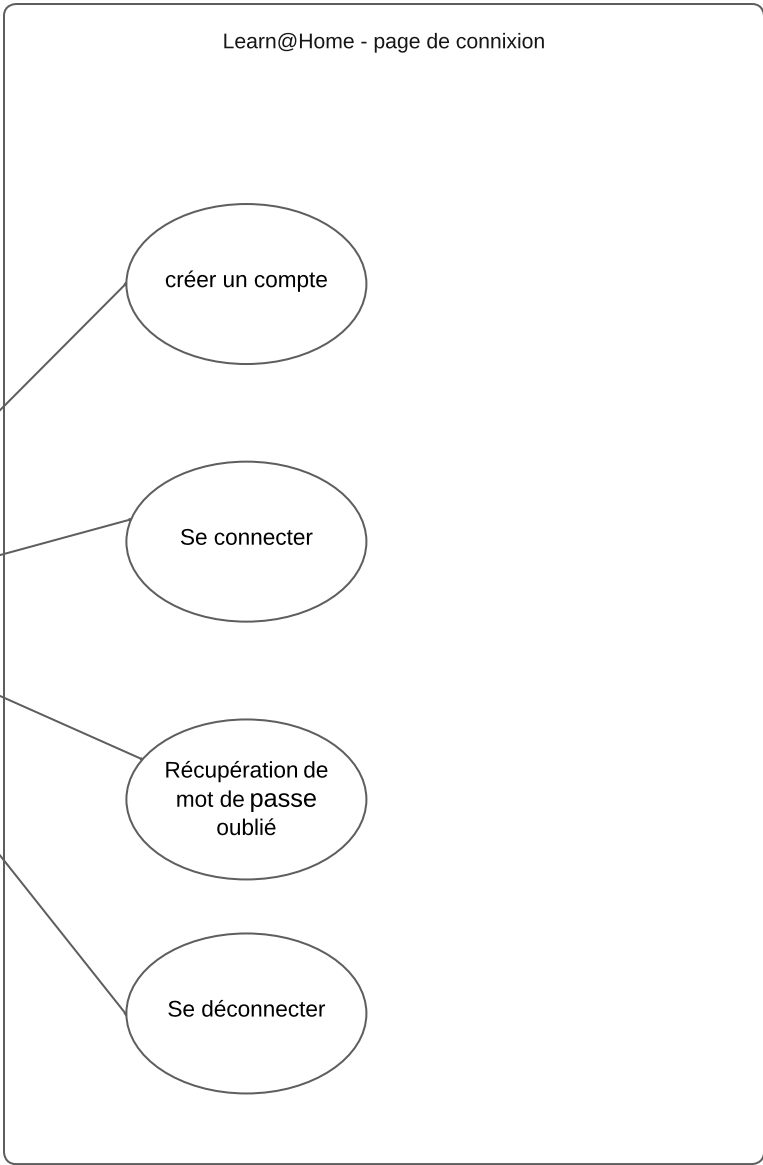 Learn@Home - page de connixion
créer un compte
Se connecter
Récupération de
mot de passe
oublié
Se déconnecter